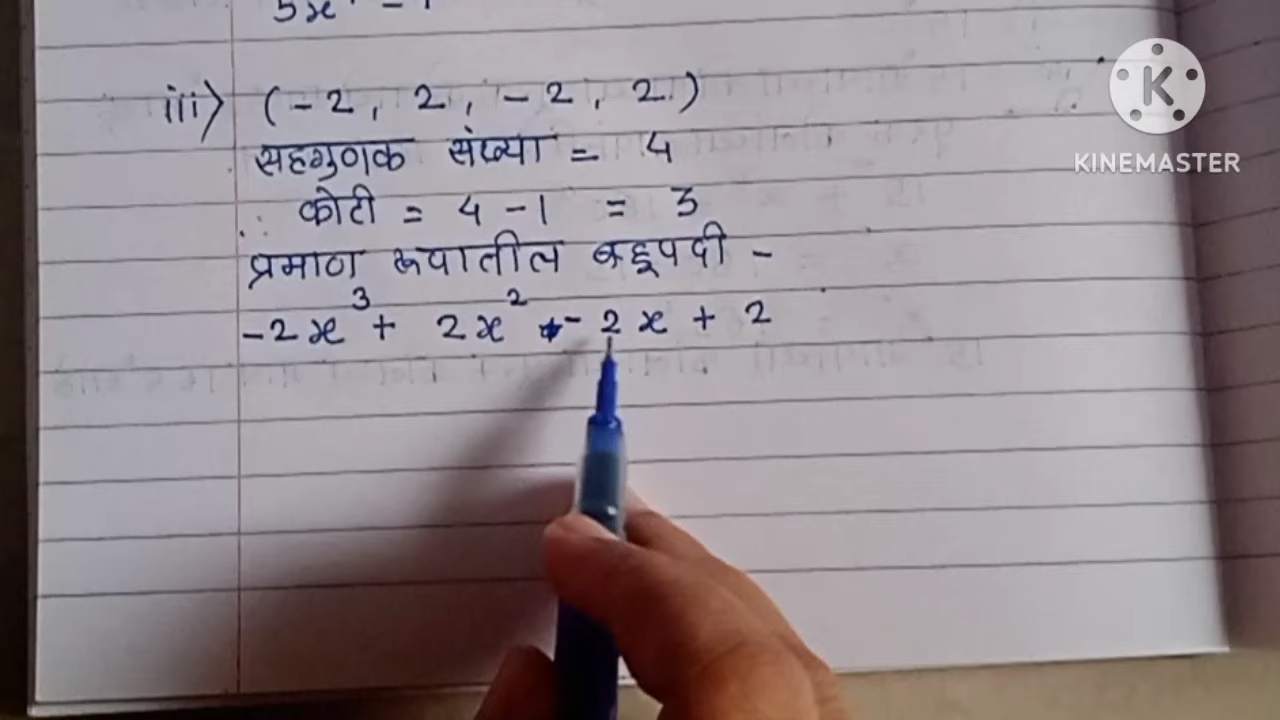 5x
iii) (-2, 2, -2, 2)
सहगुणक संख्या = 4
∴ कोटी = 4 - 1 = 3
प्रमाण रूपातील बहूपदी -
-2x³ + 2x² - 2x + 2
K
KINEMASTER